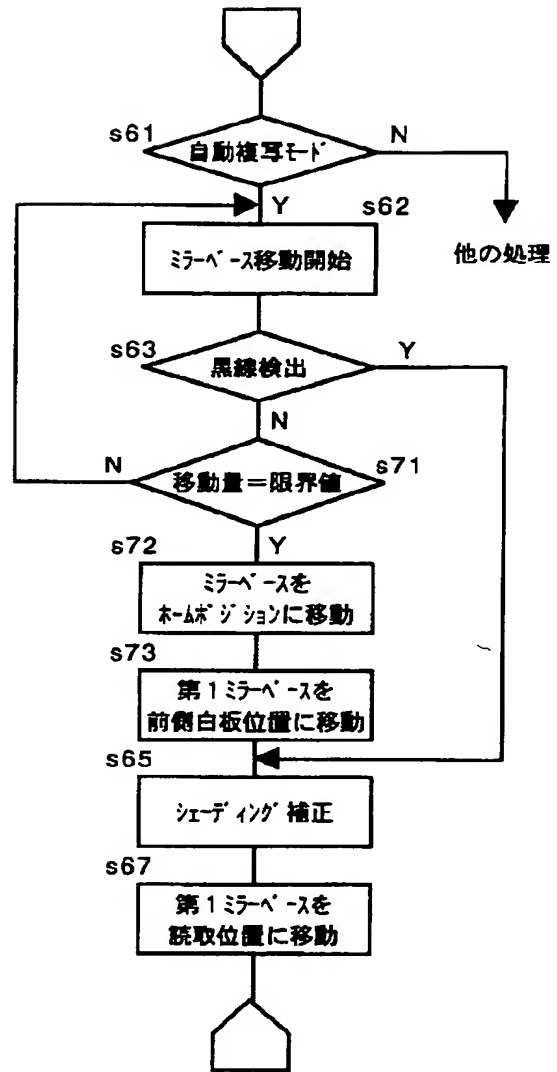 s61
自動複写ﾓｰﾄﾞ
N
Y
s62
他の処理
ﾐﾗｰﾍﾞｰｽ移動開始
s63
黒線検出
Y
N
N
移動量＝限界値
s71
s72
Y
ﾐﾗｰﾍﾞｰｽを
ﾎｰﾑﾎﾟｼﾞｼｮﾝに移動
s73
第1ﾐﾗｰﾍﾞｰｽを
前側白板位置に移動
s65
ｼｪｰﾃﾞｨﾝｸﾞ補正
s67
第1ﾐﾗｰﾍﾞｰｽを
読取位置に移動